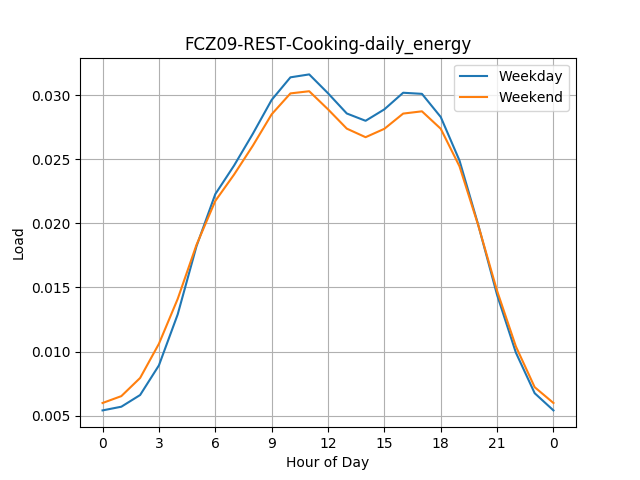 FCZ09-REST-Cooking-daily_energy
Weekday
Weekend
Load
0.030
0.025
0.020
0.015
0.010
0.005
0 3 6 9 12 15 18 21 0
Hour of Day